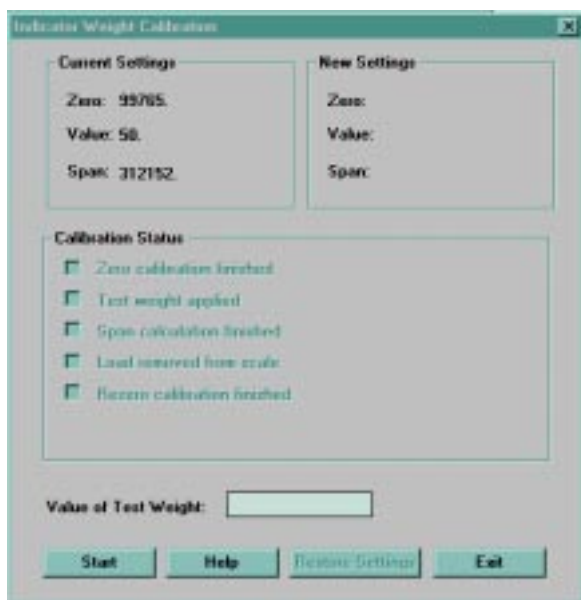 Indicator Weight Calibration
Current Settings
Zero: 99765.
Value: 50.
Span: 312152.
New Settings
Zero:
Value:
Span:
Calibration Status
Zero calibration finished
Test weight applied
Span calculation finished
Load removed from scale
Rezero calibration finished
Value of Test Weight:
Start
Help
Restore Settings
Exit